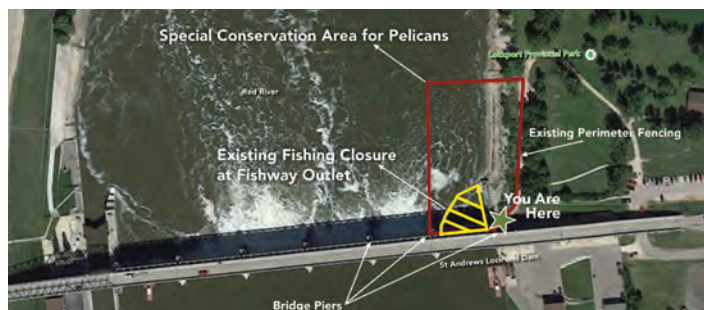 Special Conservation Area for Pelicans
Lockport Provincial Park
Red River
Existing Perimeter Fencing
Existing Fishing Closure
at Fishway Outlet
You Are
Here
St Andrews Lock and Dam
Bridge Piers